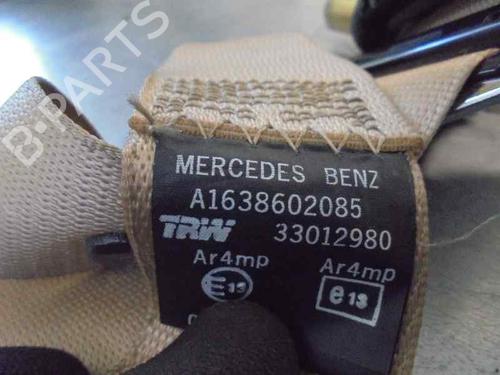 B-PARTS
MERCEDES BENZ
A1638602085
TRW 33012980
Ar4mp Ar4mp
E13 e13